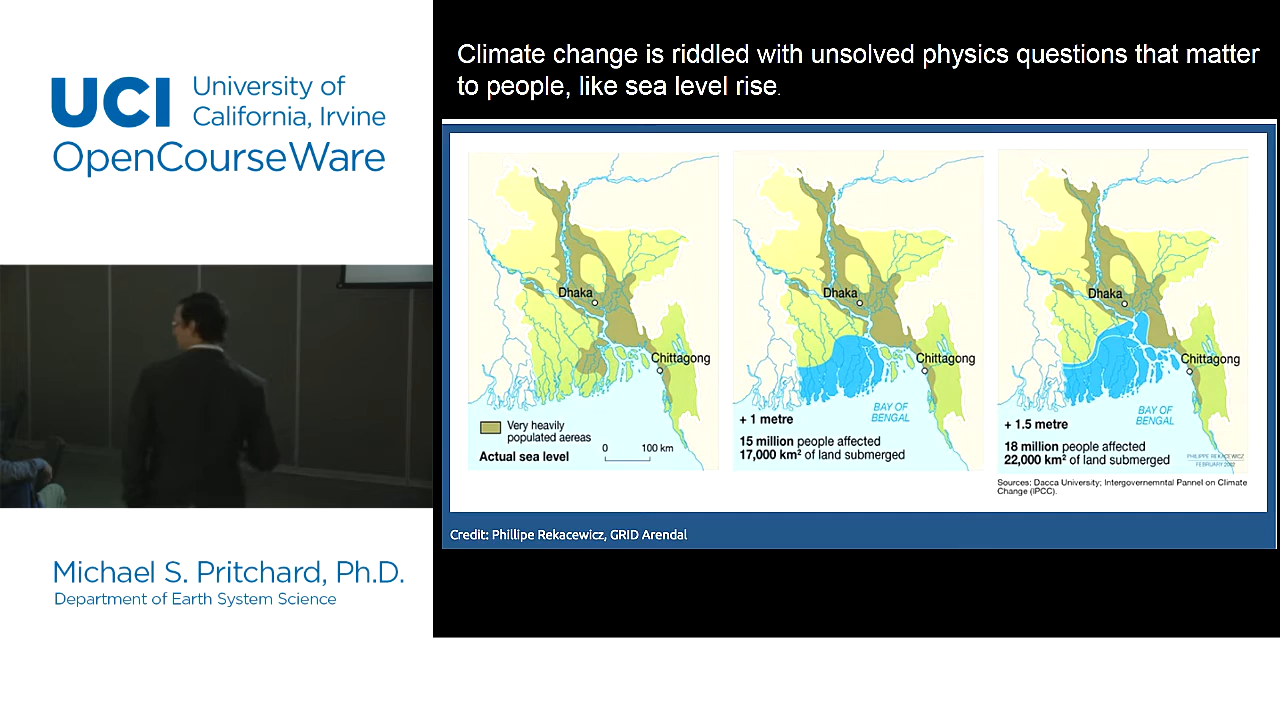 UCI University of
California, Irvine
OpenCourseWare
Michael S. Pritchard, Ph.D.
Department of Earth System Science
Climate change is riddled with unsolved physics questions that matter
to people, like sea level rise.
Dhaka
Chittagong
Very heavily
populated aereas
Actual sea level
0 100 km
Dhaka
Chittagong
BAY OF
BENGAL
+ 1 metre
15 million people affected
17,000 km² of land submerged
Dhaka
Chittagong
BAY OF
BENGAL
+ 1.5 metre
18 million people affected
22,000 km² of land submerged
PHILIPPE REKACEWICZ
FEBRUARY 2002
Sources: Dacca University; Intergovernemntal Pannel on Climate
Change (IPCC).
Credit: Phillipe Rekacewicz, GRID Arendal